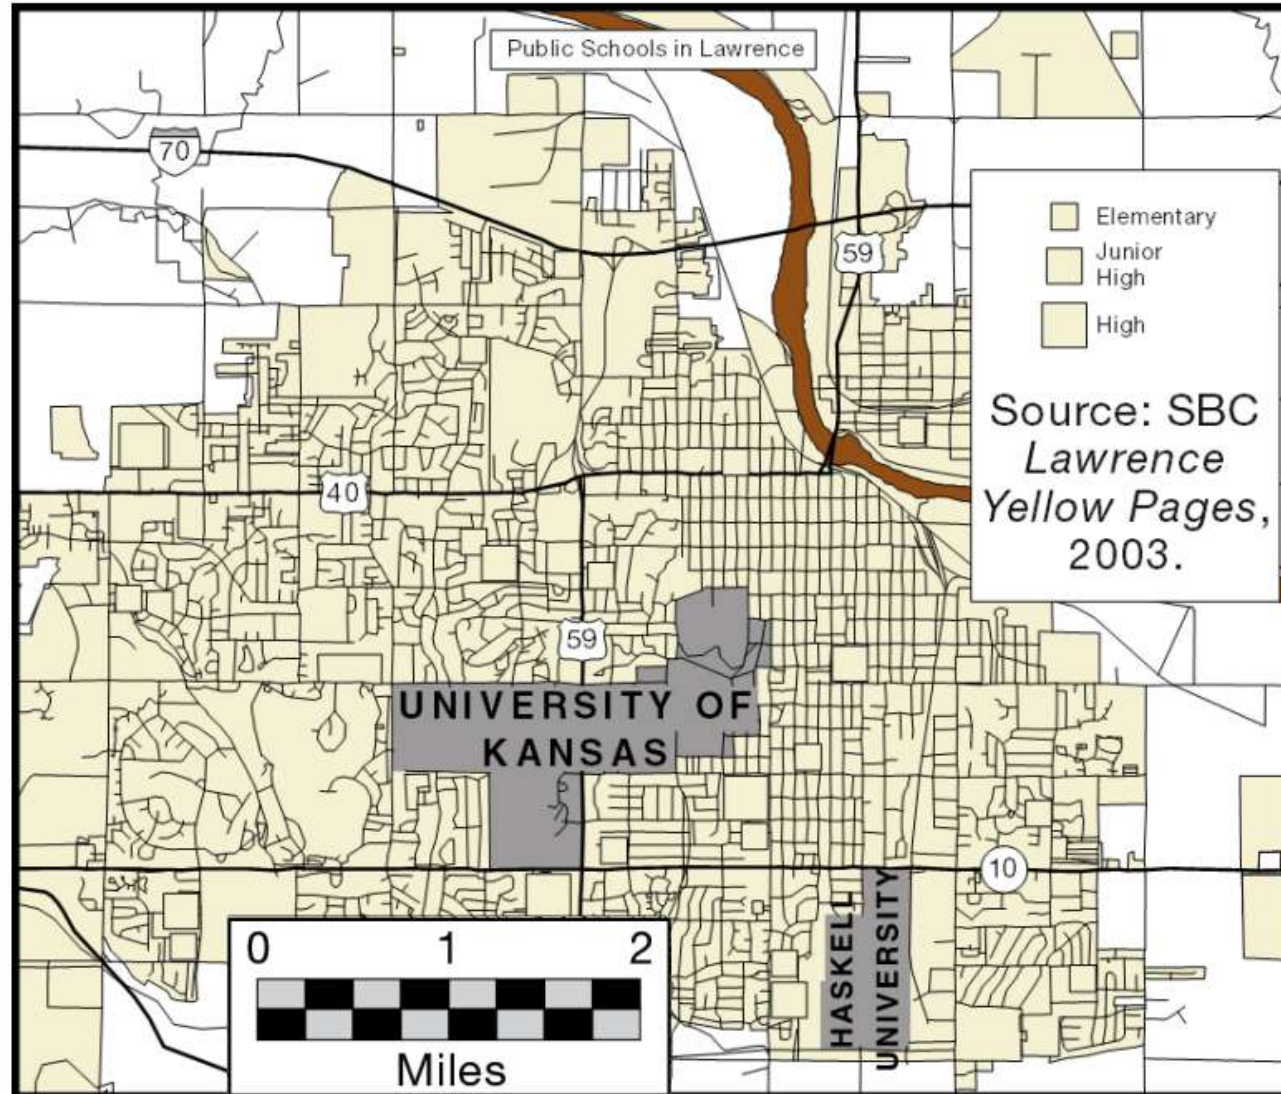 Public Schools in Lawrence
70
59
Elementary
Junior
High
High
Source: SBC
Lawrence
Yellow Pages,
2003.
40
59
UNIVERSITY OF
KANSAS
10
HASKELL
UNIVERSITY
0 1 2
Miles